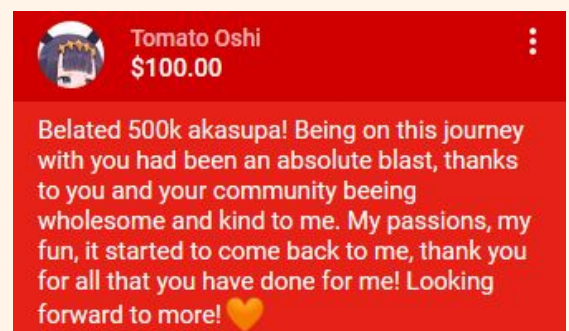 Tomato Oshi
$100.00
Belated 500k akasupa! Being on this journey
with you had been an absolute blast, thanks
to you and your community beeing
wholesome and kind to me. My passions, my
fun, it started to come back to me, thank you
for all that you have done for me! Looking
forward to more! 🧡